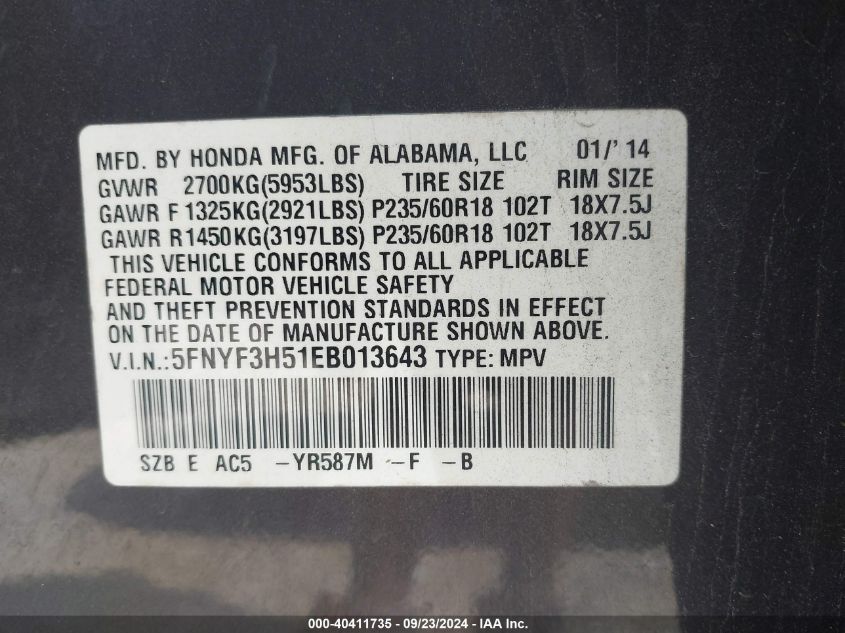 MFD. BY HONDA MFG. OF ALABAMA, LLC 01/'14
GVWR 2700KG(5953LBS) TIRE SIZE RIM SIZE
GAWR F 1325KG(2921LBS) P235/60R18 102T 18X7.5J
GAWR R1450KG(3197LBS) P235/60R18 102T 18X7.5J
THIS VEHICLE CONFORMS TO ALL APPLICABLE
FEDERAL MOTOR VEHICLE SAFETY
AND THEFT PREVENTION STANDARDS IN EFFECT
ON THE DATE OF MANUFACTURE SHOWN ABOVE.
V.I.N.:5FNYF3H51EB013643 TYPE: MPV
SZB E AC5 -YR587M -F -B
000-40411735 - 09/23/2024 - IAA Inc.